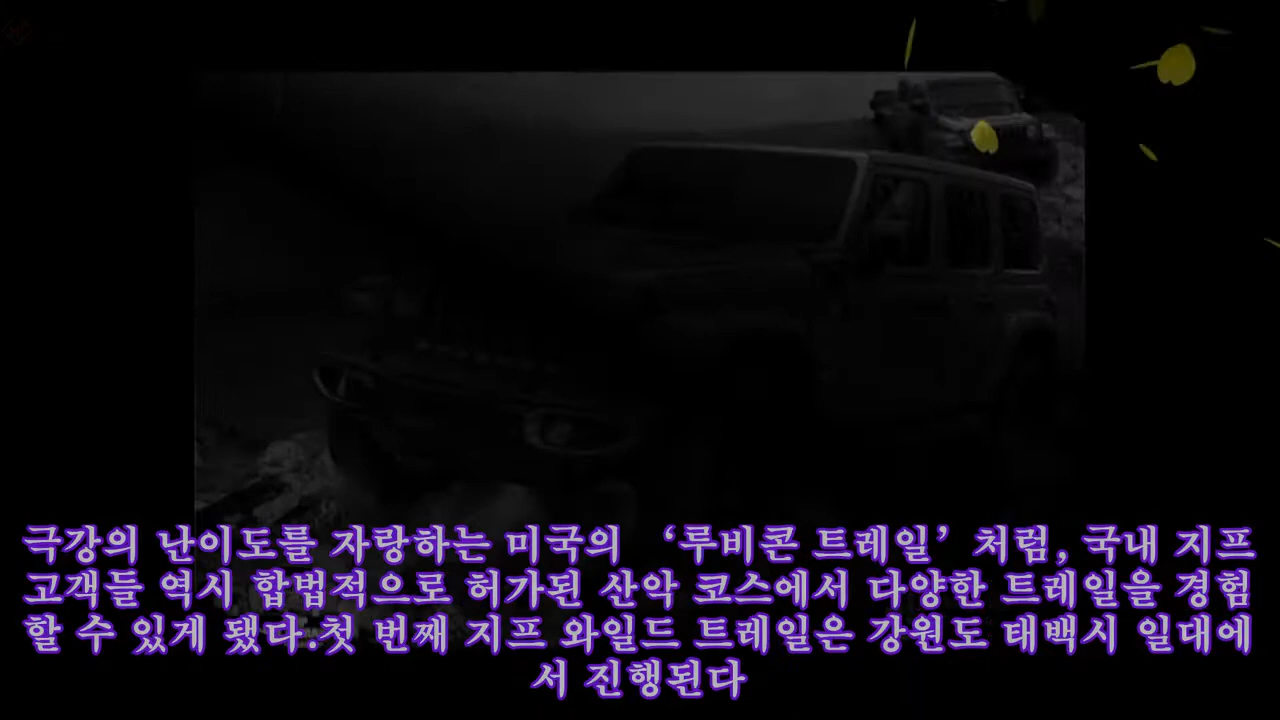 극강의 난이도를 자랑하는 미국의 ‘루비콘 트레일’ 처럼, 국내 지프
고객들 역시 합법적으로 허가된 산악 코스에서 다양한 트레일을 경험
할 수 있게 됐다.첫 번째 지프 와일드 트레일은 강원도 태백시 일대에
서 진행된다